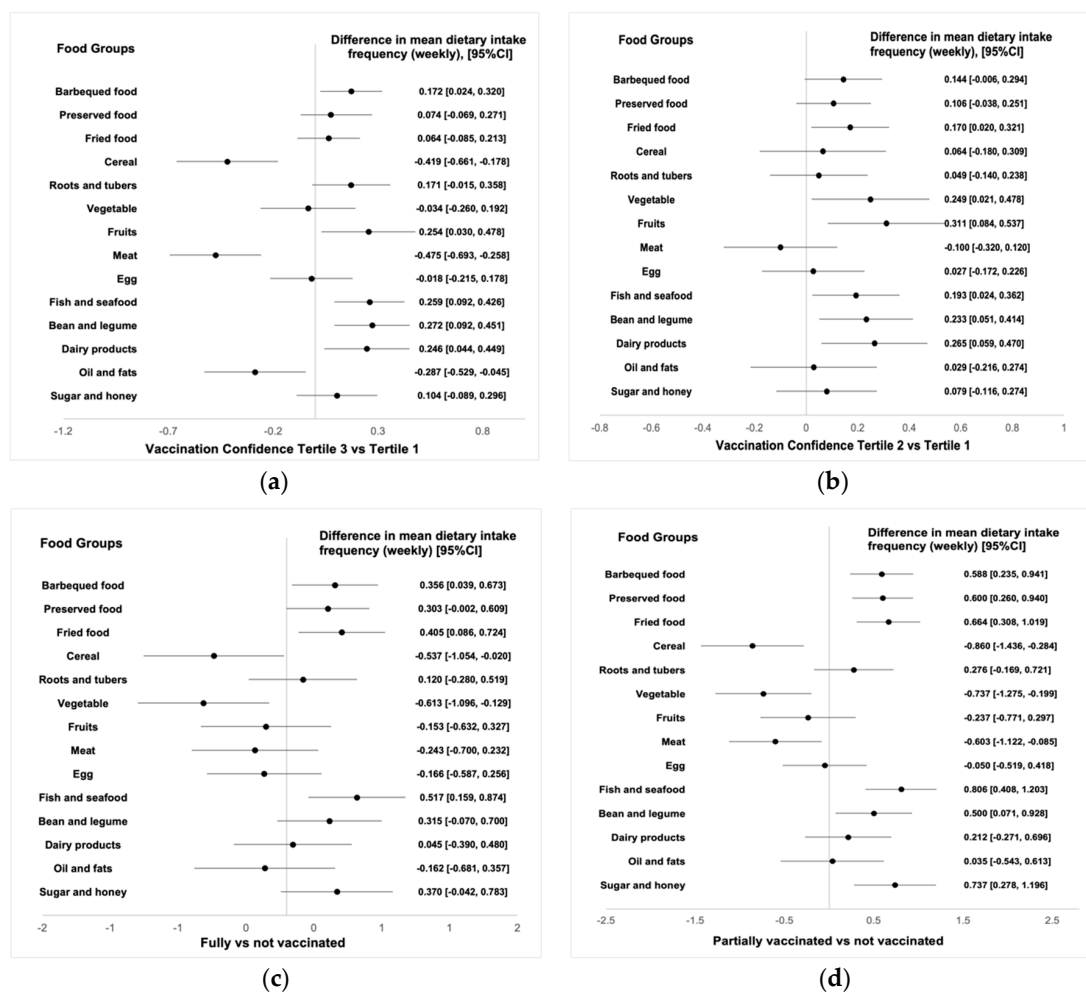 Food Groups
Difference in mean dietary intake
frequency (weekly), [95%CI]
Barbequed food 0.172 [0.024, 0.320]
Preserved food 0.074 [-0.069, 0.271]
Fried food 0.064 [-0.085, 0.213]
Cereal -0.419 [-0.661, -0.178]
Roots and tubers 0.171 [-0.015, 0.358]
Vegetable -0.034 [-0.260, 0.192]
Fruits 0.254 [0.030, 0.478]
Meat -0.475 [-0.693, -0.258]
Egg -0.018 [-0.215, 0.178]
Fish and seafood 0.259 [0.092, 0.426]
Bean and legume 0.272 [0.092, 0.451]
Dairy products 0.246 [0.044, 0.449]
Oil and fats -0.287 [-0.529, -0.045]
Sugar and honey 0.104 [-0.089, 0.296]
-1.2 -0.7 -0.2 0.3 0.8
Vaccination Confidence Tertile 3 vs Tertile 1
(a)
Food Groups
Difference in mean dietary intake
frequency (weekly), [95%CI]
Barbequed food 0.144 [-0.006, 0.294]
Preserved food 0.106 [-0.038, 0.251]
Fried food 0.170 [0.020, 0.321]
Cereal 0.064 [-0.180, 0.309]
Roots and tubers 0.049 [-0.140, 0.238]
Vegetable 0.249 [0.021, 0.478]
Fruits 0.311 [0.084, 0.537]
Meat -0.100 [-0.320, 0.120]
Egg 0.027 [-0.172, 0.226]
Fish and seafood 0.193 [0.024, 0.362]
Bean and legume 0.233 [0.051, 0.414]
Dairy products 0.265 [0.059, 0.470]
Oil and fats 0.029 [-0.216, 0.274]
Sugar and honey 0.079 [-0.116, 0.274]
-0.8 -0.6 -0.4 -0.2 0 0.2 0.4 0.6 0.8 1
Vaccination Confidence Tertile 2 vs Tertile 1
(b)
Food Groups
Difference in mean dietary intake
frequency (weekly) [95%CI]
Barbequed food 0.356 [0.039, 0.673]
Preserved food 0.303 [-0.002, 0.609]
Fried food 0.405 [0.086, 0.724]
Cereal -0.537 [-1.054, -0.020]
Roots and tubers 0.120 [-0.280, 0.519]
Vegetable -0.613 [-1.096, -0.129]
Fruits -0.153 [-0.632, 0.327]
Meat -0.243 [-0.700, 0.232]
Egg -0.166 [-0.587, 0.256]
Fish and seafood 0.517 [0.159, 0.874]
Bean and legume 0.315 [-0.070, 0.700]
Dairy products 0.045 [-0.390, 0.480]
Oil and fats -0.162 [-0.681, 0.357]
Sugar and honey 0.370 [-0.042, 0.783]
-2 -1 -1 0 0 1 1 2
Fully vs not vaccinated
(c)
Food Groups
Difference in mean dietary intake
frequency (weekly) [95%CI]
Barbequed food 0.588 [0.235, 0.941]
Preserved food 0.600 [0.260, 0.940]
Fried food 0.664 [0.308, 1.019]
Cereal -0.860 [-1.436, -0.284]
Roots and tubers 0.276 [-0.169, 0.721]
Vegetable -0.737 [-1.275, -0.199]
Fruits -0.237 [-0.771, 0.297]
Meat -0.603 [-1.122, -0.085]
Egg -0.050 [-0.519, 0.418]
Fish and seafood 0.806 [0.408, 1.203]
Bean and legume 0.500 [0.071, 0.928]
Dairy products 0.212 [-0.271, 0.696]
Oil and fats 0.035 [-0.543, 0.613]
Sugar and honey 0.737 [0.278, 1.196]
-2.5 -1.5 -0.5 0.5 1.5 2.5
Partially vaccinated vs not vaccinated
(d)